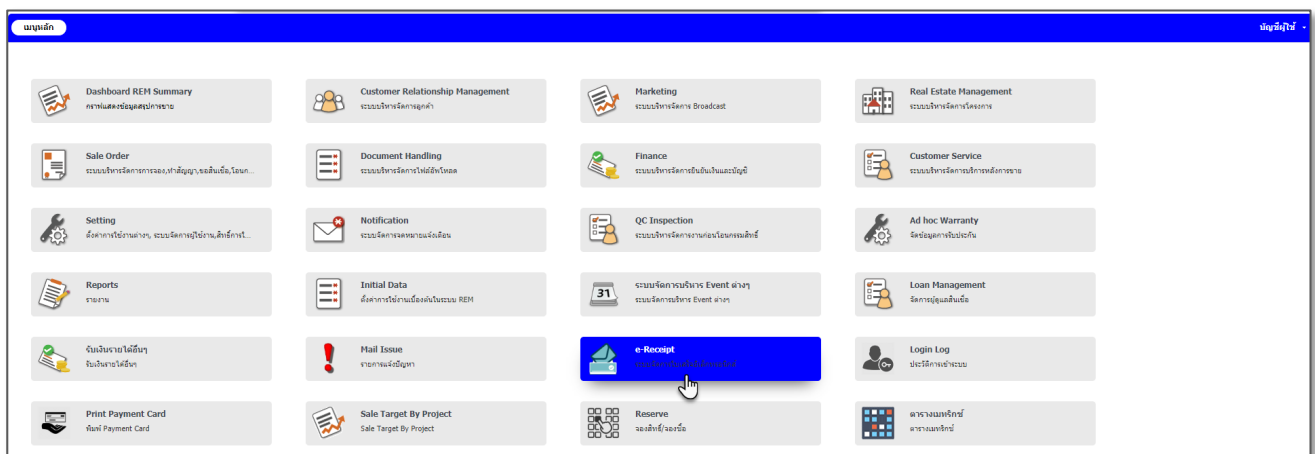 เมนูหลัก
บัญชีผู้ใช้
Dashboard REM Summary
กราฟแสดงข้อมูลสรุปการขาย
Customer Relationship Management
ระบบบริหารจัดการลูกค้า
Marketing
ระบบบริหารจัดการ Broadcast
Real Estate Management
ระบบบริหารจัดการโครงการ
Sale Order
ระบบบริหารจัดการการจอง,ทำสัญญา,ขอสินเชื่อ,โอนก...
Document Handling
ระบบบริหารจัดการไฟล์อัพโหลด
Finance
ระบบบริหารจัดการยืนยันเงินและบัญชี
Customer Service
ระบบบริหารจัดการบริการหลังการขาย
Setting
ตั้งค่าการใช้งานต่างๆ, ระบบจัดการผู้ใช้งาน,สิทธิ์การใ...
Notification
ระบบจัดการจดหมายแจ้งเตือน
QC Inspection
ระบบบริหารจัดการงานก่อนโอนกรรมสิทธิ์
Ad hoc Warranty
จัดข้อมูลการรับประกัน
Reports
รายงาน
Initial Data
ตั้งค่าการใช้งานเบื้องต้นในระบบ REM
31
ระบบจัดการบริหาร Event ต่างๆ
ระบบจัดการบริหาร Event ต่างๆ
Loan Management
จัดการผู้ดูแลสินเชื่อ
รับเงินรายได้อื่นๆ
รับเงินรายได้อื่นๆ
Mail Issue
รายการแจ้งปัญหา
e-Receipt
Login Log
ประวัติการเข้าระบบ
Print Payment Card
พิมพ์ Payment Card
Sale Target By Project
Sale Target By Project
Reserve
จองสิทธิ์/จองซื้อ
ตารางเมทริกซ์
ตารางเมทริกซ์